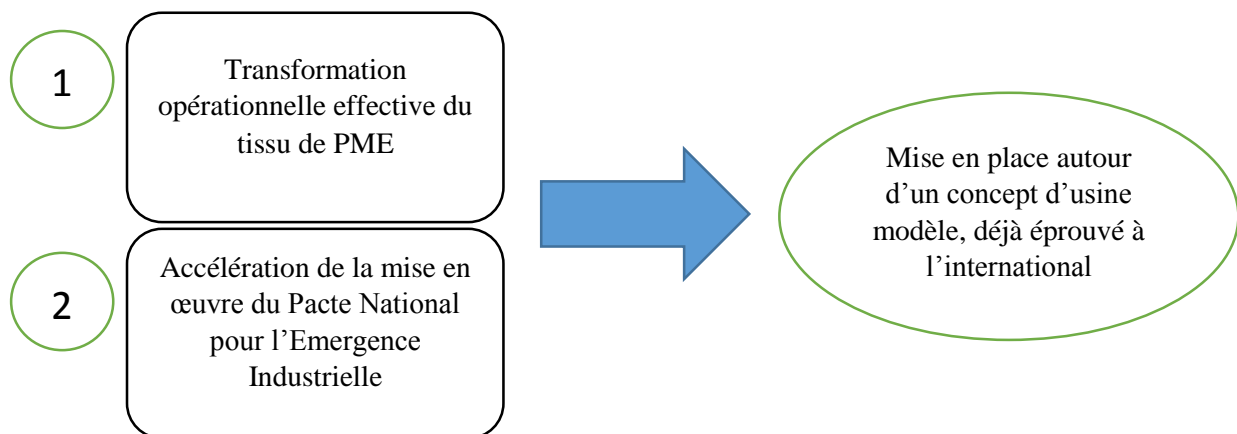 1
Transformation
opérationnelle effective du
tissu de PME
2
Accélération de la mise en
œuvre du Pacte National
pour l’Emergence
Industrielle
Mise en place autour
d’un concept d’usine
modèle, déjà éprouvé à
l’international